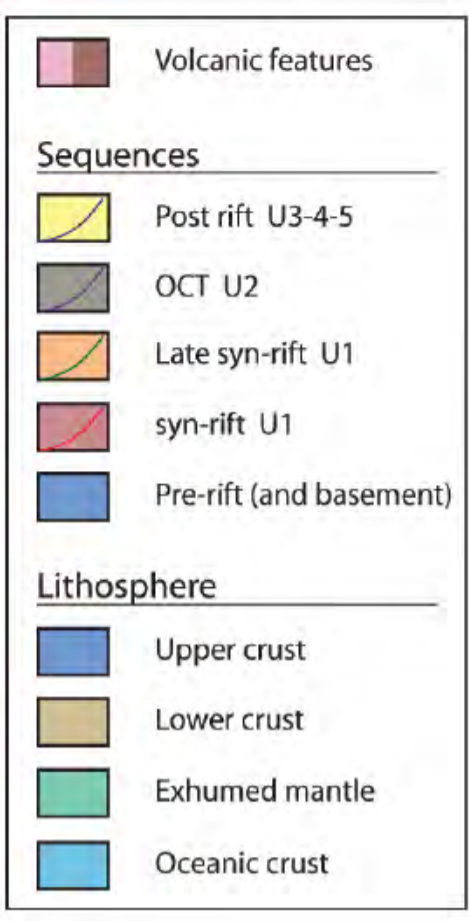 Volcanic features
Sequences
Post rift U3-4-5
OCT U2
Late syn-rift U1
syn-rift U1
Pre-rift (and basement)
Lithosphere
Upper crust
Lower crust
Exhumed mantle
Oceanic crust